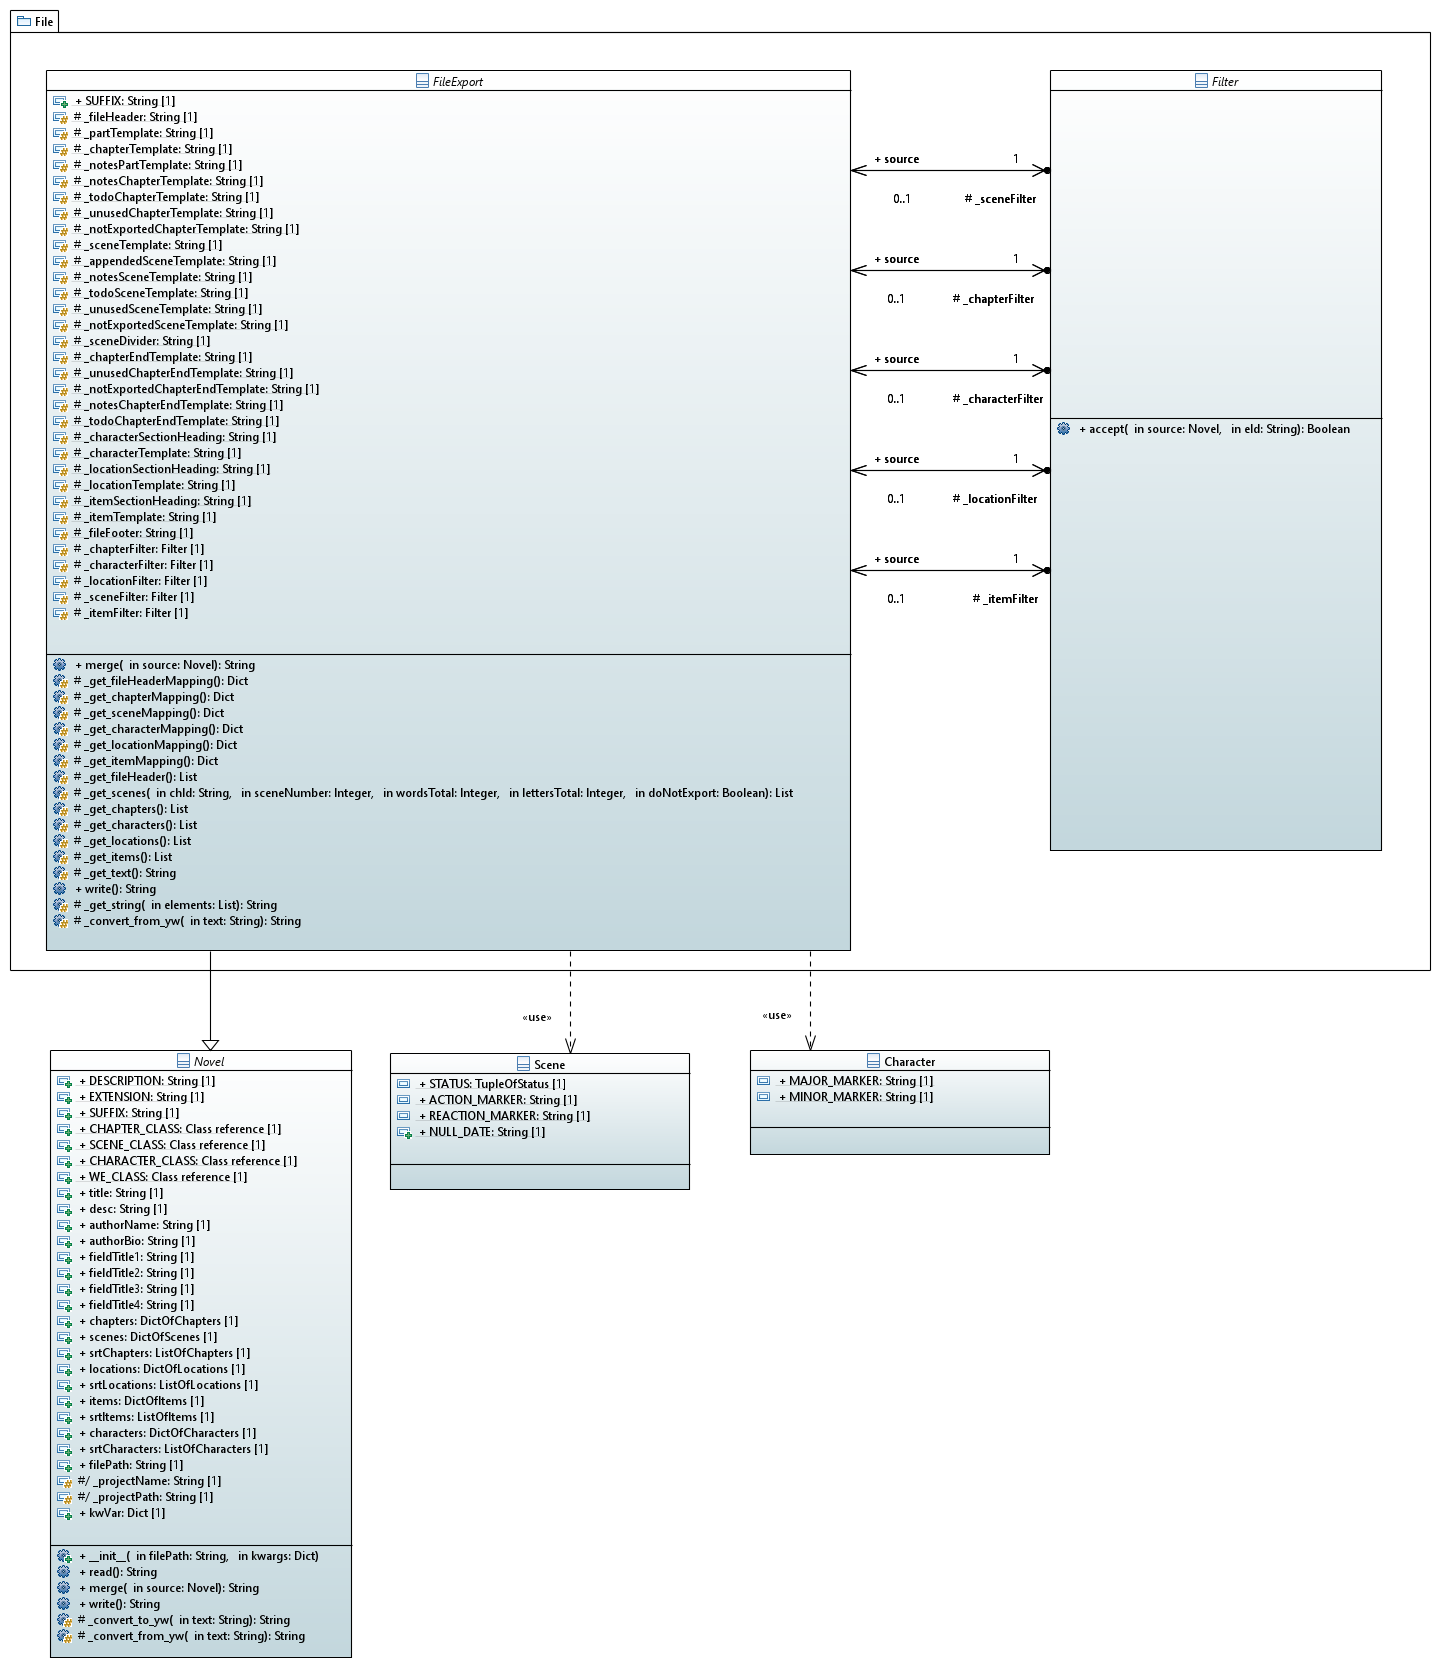 File
FileExport
+ SUFFIX: String [1]
# _fileHeader: String [1]
# _partTemplate: String [1]
# _chapterTemplate: String [1]
# _notesPartTemplate: String [1]
# _notesChapterTemplate: String [1]
# _todoChapterTemplate: String [1]
# _unusedChapterTemplate: String [1]
# _notExportedChapterTemplate: String [1]
# _sceneTemplate: String [1]
# _appendedSceneTemplate: String [1]
# _notesSceneTemplate: String [1]
# _todoSceneTemplate: String [1]
# _unusedSceneTemplate: String [1]
# _notExportedSceneTemplate: String [1]
# _sceneDivider: String [1]
# _chapterEndTemplate: String [1]
# _unusedChapterEndTemplate: String [1]
# _notExportedChapterEndTemplate: String [1]
# _notesChapterEndTemplate: String [1]
# _todoChapterEndTemplate: String [1]
# _characterSectionHeading: String [1]
# _characterTemplate: String [1]
# _locationSectionHeading: String [1]
# _locationTemplate: String [1]
# _itemSectionHeading: String [1]
# _itemTemplate: String [1]
# _fileFooter: String [1]
# _chapterFilter: Filter [1]
# _characterFilter: Filter [1]
# _locationFilter: Filter [1]
# _sceneFilter: Filter [1]
# _itemFilter: Filter [1]
+ merge( in source: Novel): String
# _get_fileHeaderMapping(): Dict
# _get_chapterMapping(): Dict
# _get_sceneMapping(): Dict
# _get_characterMapping(): Dict
# _get_locationMapping(): Dict
# _get_itemMapping(): Dict
# _get_fileHeader(): List
# _get_scenes( in chId: String, in sceneNumber: Integer, in wordsTotal: Integer, in lettersTotal: Integer, in doNotExport: Boolean): List
# _get_chapters(): List
# _get_characters(): List
# _get_locations(): List
# _get_items(): List
# _get_text(): String
+ write(): String
# _get_string( in elements: List): String
# _convert_from_yw( in text: String): String
+ source 1
0..1 # _sceneFilter
+ source 1
0..1 # _chapterFilter
+ source 1
0..1 # _characterFilter
+ source 1
0..1 # _locationFilter
+ source 1
0..1 # _itemFilter
Filter
+ accept( in source: Novel, in eId: String): Boolean
«use»
«use»
Novel
+ DESCRIPTION: String [1]
+ EXTENSION: String [1]
+ SUFFIX: String [1]
+ CHAPTER_CLASS: Class reference [1]
+ SCENE_CLASS: Class reference [1]
+ CHARACTER_CLASS: Class reference [1]
+ WE_CLASS: Class reference [1]
+ title: String [1]
+ desc: String [1]
+ authorName: String [1]
+ authorBio: String [1]
+ fieldTitle1: String [1]
+ fieldTitle2: String [1]
+ fieldTitle3: String [1]
+ fieldTitle4: String [1]
+ chapters: DictOfChapters [1]
+ scenes: DictOfScenes [1]
+ srtChapters: ListOfChapters [1]
+ locations: DictOfLocations [1]
+ srtLocations: ListOfLocations [1]
+ items: DictOfItems [1]
+ srtItems: ListOfItems [1]
+ characters: DictOfCharacters [1]
+ srtCharacters: ListOfCharacters [1]
+ filePath: String [1]
#/ _projectName: String [1]
#/ _projectPath: String [1]
+ kwVar: Dict [1]
+ __init__( in filePath: String, in kwargs: Dict)
+ read(): String
+ merge( in source: Novel): String
+ write(): String
# _convert_to_yw( in text: String): String
# _convert_from_yw( in text: String): String
Scene
+ STATUS: TupleOfStatus [1]
+ ACTION_MARKER: String [1]
+ REACTION_MARKER: String [1]
+ NULL_DATE: String [1]
Character
+ MAJOR_MARKER: String [1]
+ MINOR_MARKER: String [1]